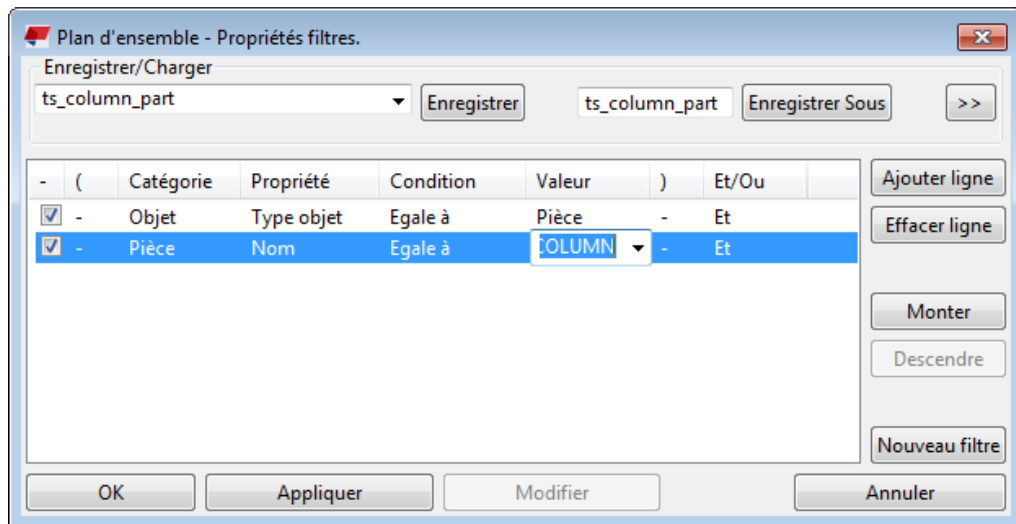 Plan d'ensemble - Propriétés filtres.
Enregistrer/Charger
ts_column_part Enregistrer ts_column_part Enregistrer Sous >>
- ( Catégorie Propriété Condition Valeur ) Et/Ou
- Objet Type objet Egale à Pièce - Et
- Pièce Nom Egale à COLUMN - Et
Ajouter ligne
Effacer ligne
Monter
Descendre
Nouveau filtre
OK Appliquer Modifier Annuler